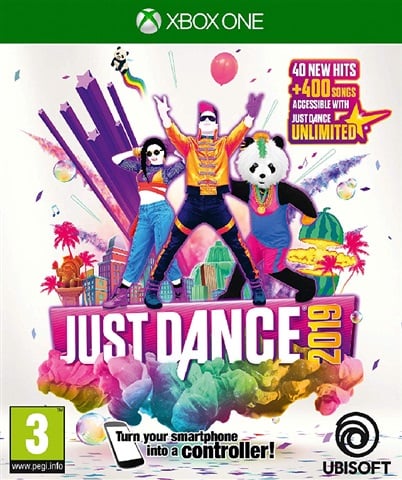 XBOX ONE
40 NEW HITS
+400 SONGS
ACCESSIBLE WITH
JUST DANCE
UNLIMITED
JUST DANCE
2019
3
www.pegi.info
Turn your smartphone
into a controller!
UBISOFT